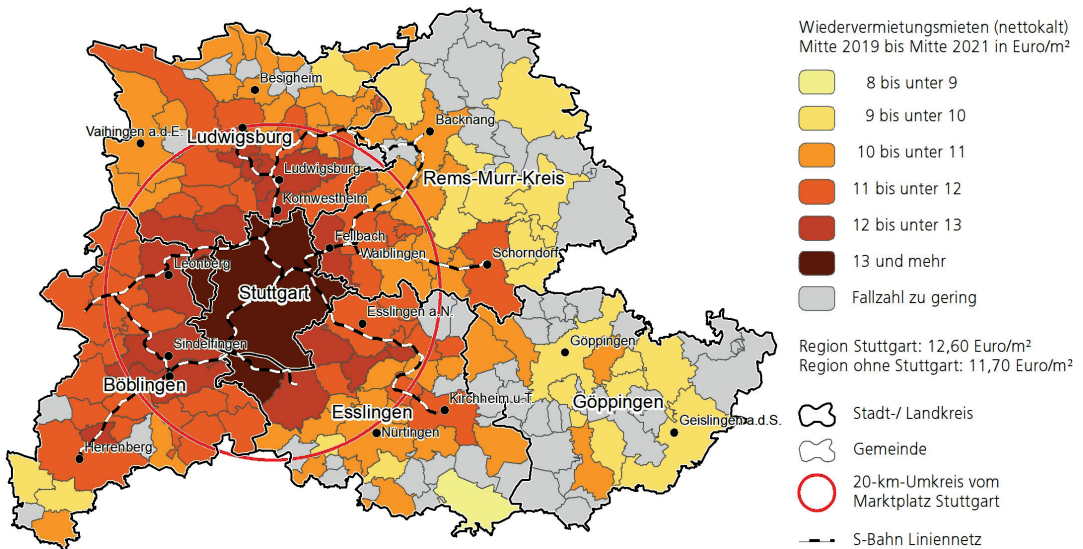 Besigheim
Vaihingen a.d.E.
Ludwigsburg
Backnang
Ludwigsburg
Rems-Murr-Kreis
Kornwestheim
Fellbach
Waiblingen
Schorndorf
Leonberg
Stuttgart
Esslingen a.N.
Sindelfingen
Göppingen
Böblingen
Kirchheim u.T.
Esslingen
Göppingen
Geislingen a.d.S.
Nürtingen
Herrenberg
Wiedervermietungsmieten (nettokalt)
Mitte 2019 bis Mitte 2021 in Euro/m²
8 bis unter 9
9 bis unter 10
10 bis unter 11
11 bis unter 12
12 bis unter 13
13 und mehr
Fallzahl zu gering
Region Stuttgart: 12,60 Euro/m²
Region ohne Stuttgart: 11,70 Euro/m²
Stadt-/ Landkreis
Gemeinde
20-km-Umkreis vom
Marktplatz Stuttgart
S-Bahn Liniennetz